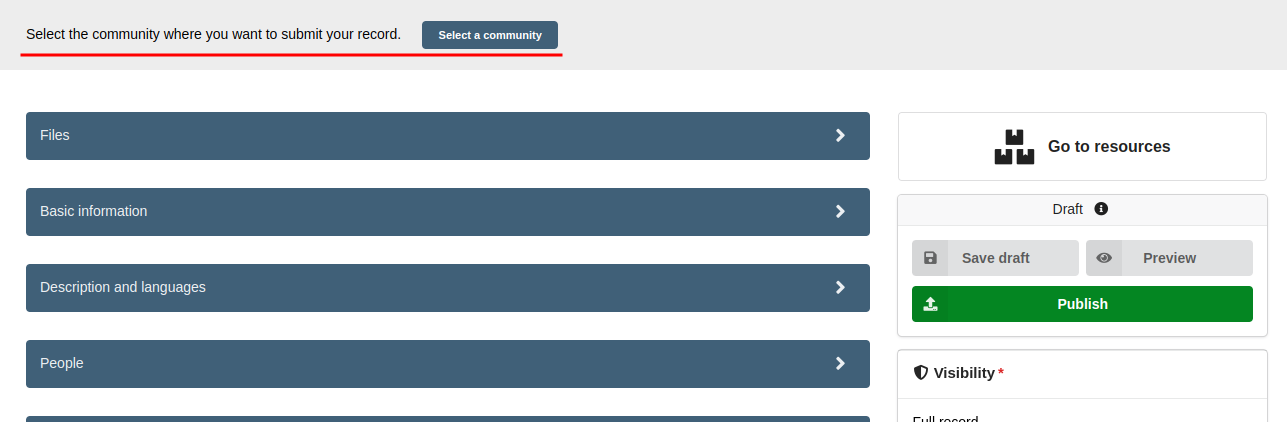 Select the community where you want to submit your record. Select a community
Files
Basic information
Description and languages
People
Go to resources
Draft
Save draft Preview
Publish
Visibility *
Full record